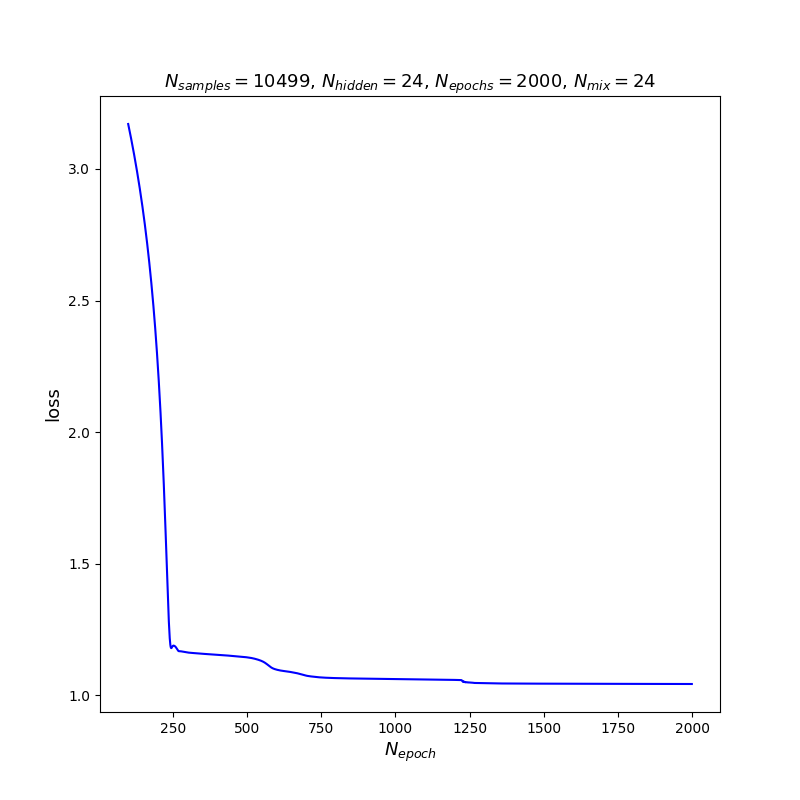 N_samples = 10499, N_hidden = 24, N_epochs = 2000, N_mix = 24
loss
3.0
2.5
2.0
1.5
1.0
250 500 750 1000 1250 1500 1750 2000
N_epoch